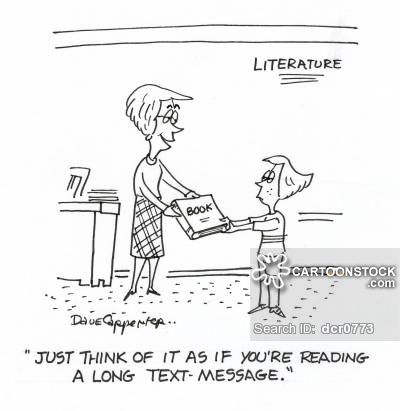 LITERATURE
BOOK
CARTOONSTOCK
.com
Search ID: dcr0773
Dave Carpenter..
"JUST THINK OF IT AS IF YOU'RE READING
A LONG TEXT-MESSAGE."